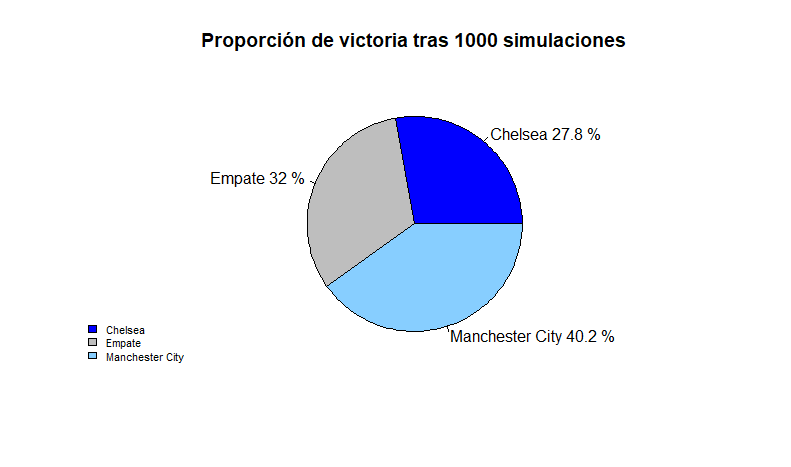 Proporción de victoria tras 1000 simulaciones
Chelsea 27.8 %
Empate 32 %
Manchester City 40.2 %
Chelsea
Empate
Manchester City